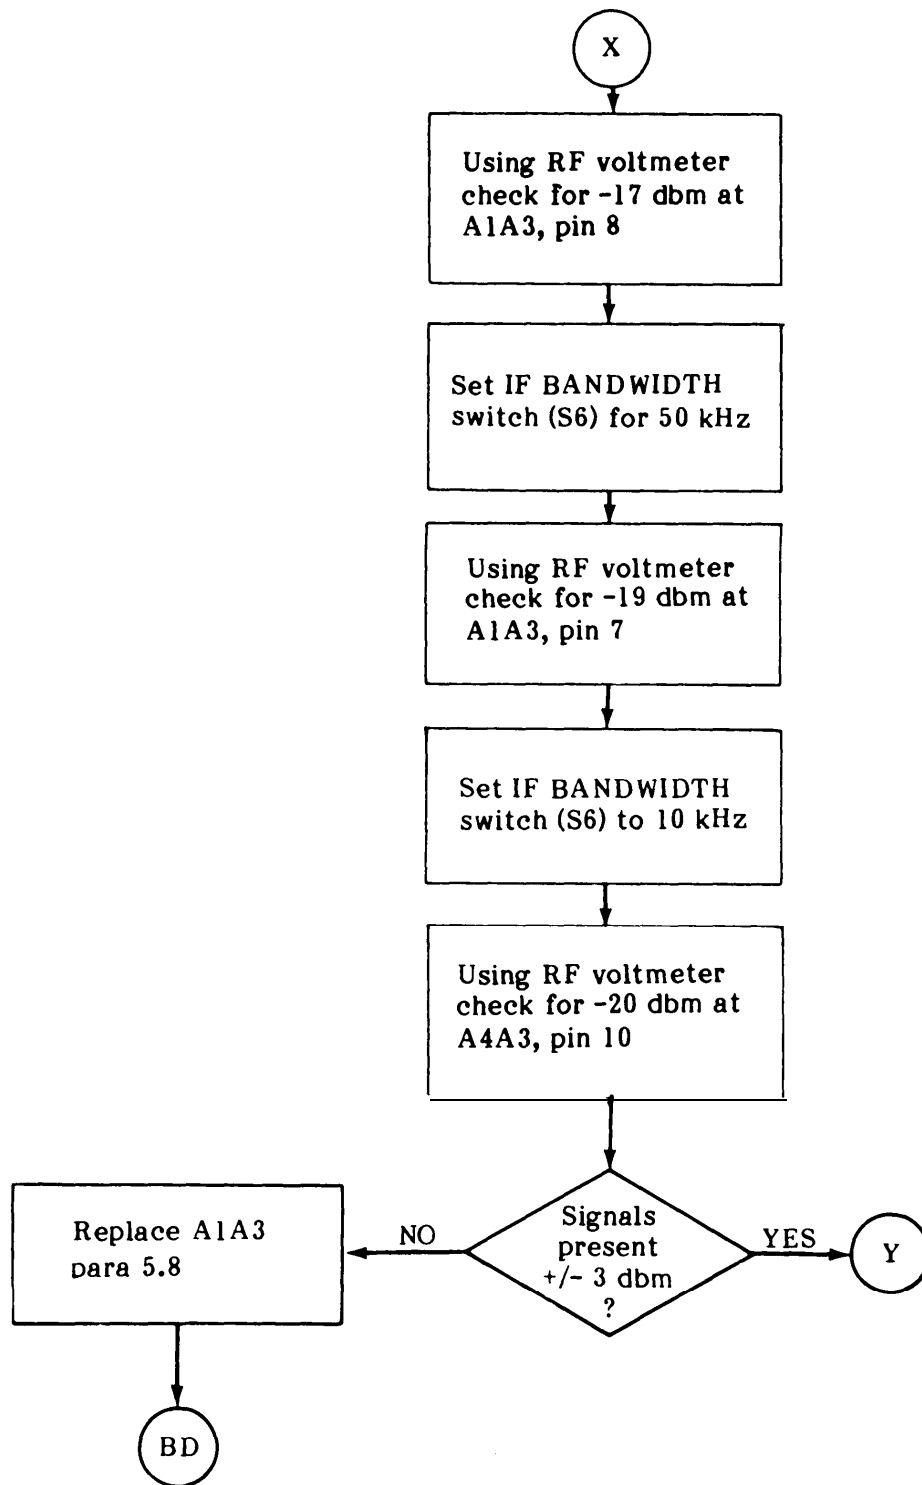 X
Using RF voltmeter
check for -17 dbm at
A1A3, pin 8
Set IF BANDWIDTH
switch (S6) for 50 kHz
Using RF voltmeter
check for -19 dbm at
A1A3, pin 7
Set IF BANDWIDTH
switch (S6) to 10 kHz
Using RF voltmeter
check for -20 dbm at
A4A3, pin 10
Signals
present
+/- 3 dbm
?
NO
YES
Y
Replace A1A3
para 5.8
BD